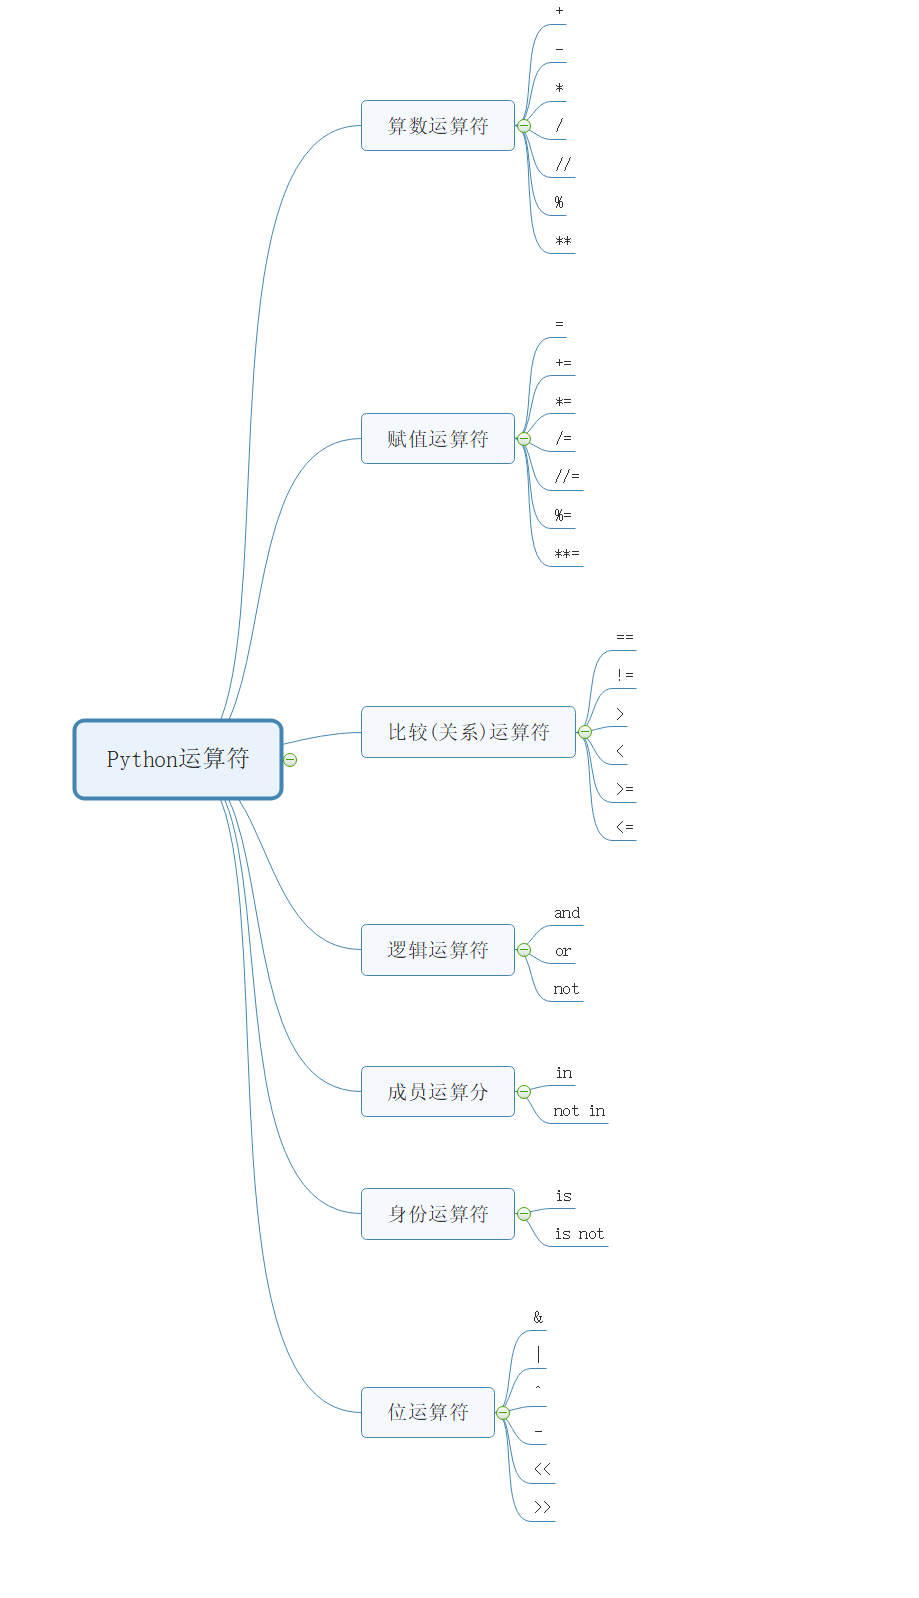 Python运算符
算数运算符
+
-
*
/
//
%
**
赋值运算符
=
+=
*=
/=
//=
%=
**=
比较(关系)运算符
==
!=
>
<
>=
<=
逻辑运算符
and
or
not
成员运算分
in
not in
身份运算符
is
is not
位运算符
&
|
^
-
<<
>>